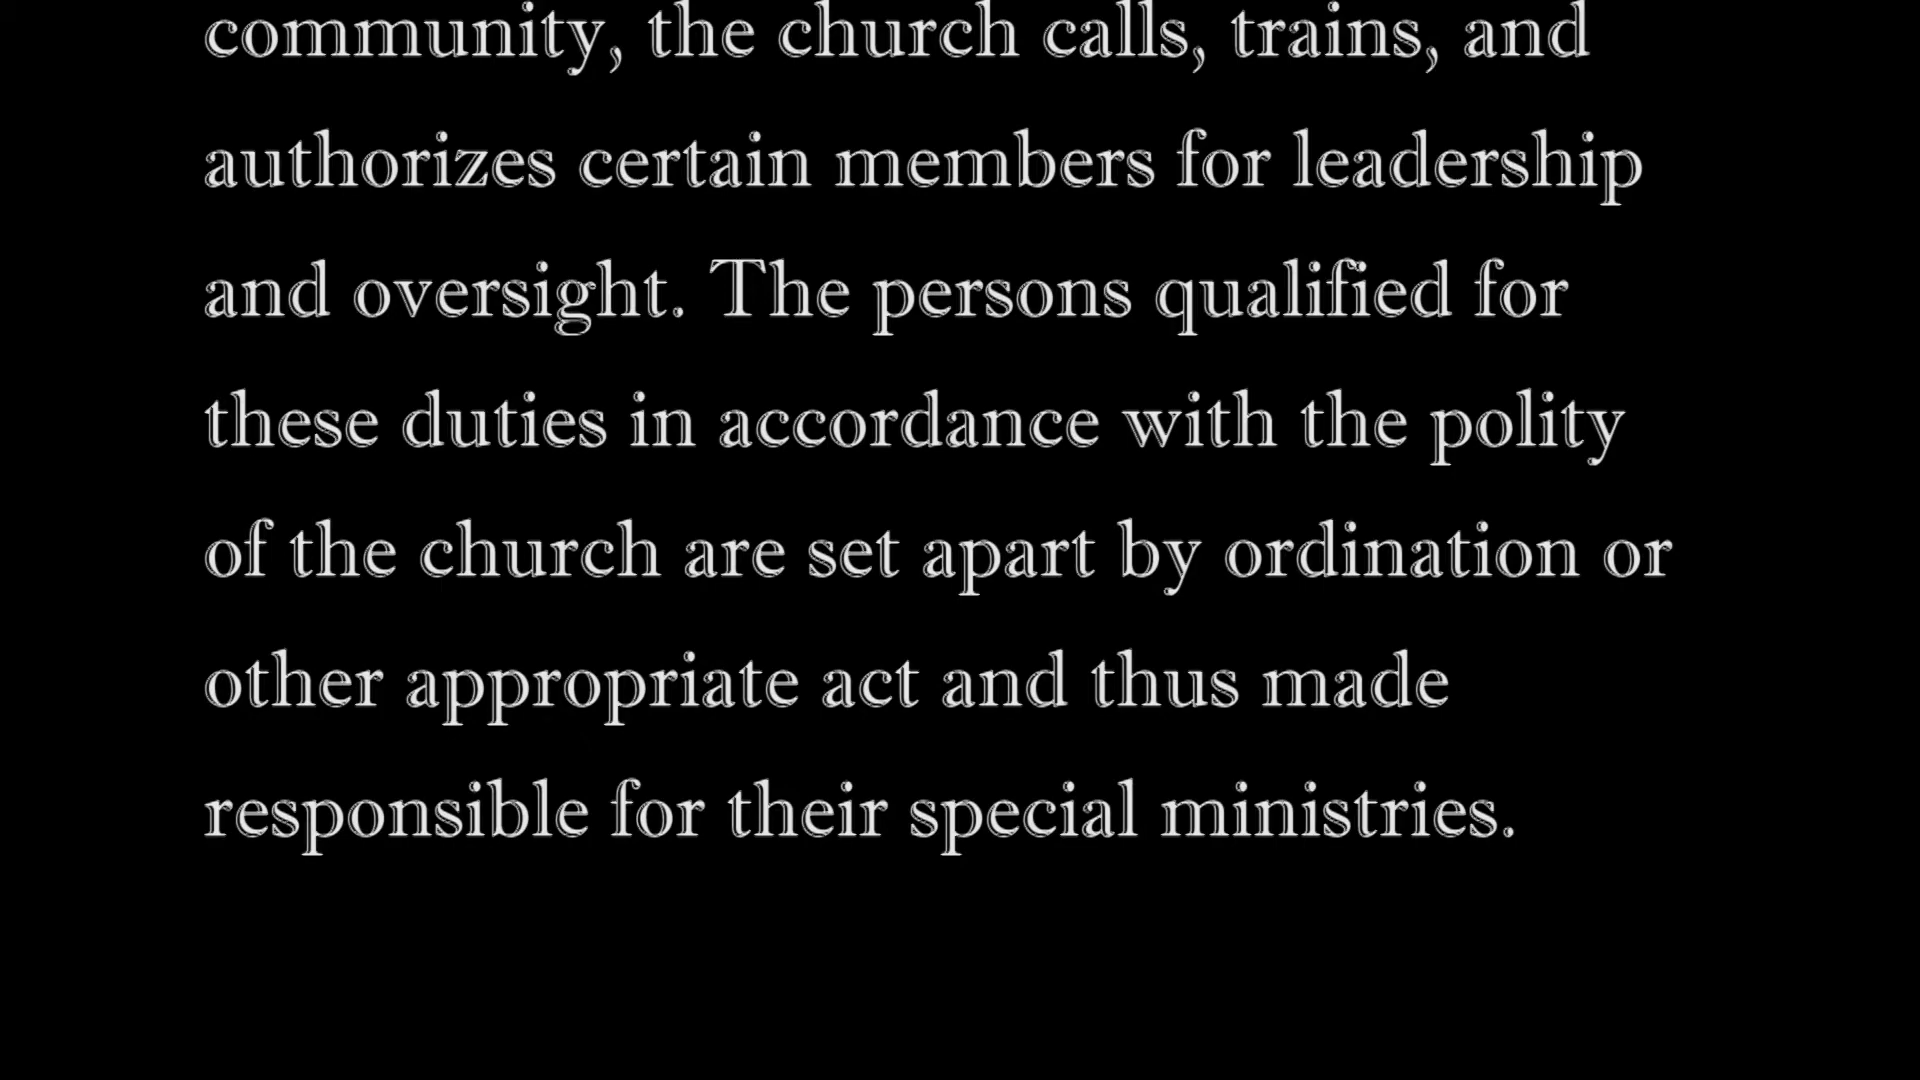 community, the church calls, trains, and
authorizes certain members for leadership
and oversight. The persons qualified for
these duties in accordance with the polity
of the church are set apart by ordination or
other appropriate act and thus made
responsible for their special ministries.